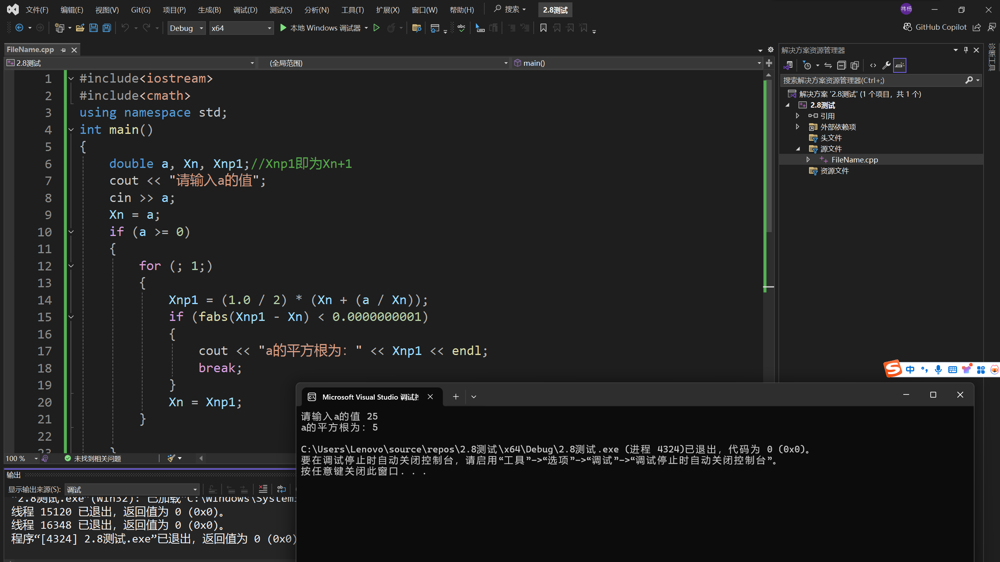 文件(F) 编辑(E) 视图(V) Git(G) 项目(P) 生成(B) 调试(D) 测试(S) 分析(N) 工具(T) 扩展(X) 窗口(W) 帮助(H) 搜索 2.8测试 祎杨
Debug x64 本地 Windows 调试器 abc GitHub Copilot
FileName.cpp
2.8测试 (全局范围) main()
1 #include<iostream>
2 #include<cmath>
3 using namespace std;
4 int main()
5 {
6 double a, Xn, Xnp1;//Xnp1即为Xn+1
7 cout << "请输入a的值";
8 cin >> a;
9 Xn = a;
10 if (a >= 0)
11 {
12 for (; 1;)
13 {
14 Xnp1 = (1.0 / 2) * (Xn + (a / Xn));
15 if (fabs(Xnp1 - Xn) < 0.0000000001)
16 {
17 cout << "a的平方根为：" << Xnp1 << endl;
18 break;
19 }
20 Xn = Xnp1;
21 }
22
23 }
100 % 未找到相关问题
输出
显示输出来源(S): 调试
"2.8测试.exe"(Win32): 已加载"C:\Windows\System
线程 15120 已退出，返回值为 0 (0x0)。
线程 16348 已退出，返回值为 0 (0x0)。
程序“[4324] 2.8测试.exe”已退出，返回值为 0 (0x0)
解决方案资源管理器
搜索解决方案资源管理器(Ctrl+;)
解决方案 '2.8测试' (1 个项目，共 1 个)
2.8测试
引用
外部依赖项
头文件
源文件
FileName.cpp
资源文件
诊断工具
中
Microsoft Visual Studio 调试
请输入a的值 25
a的平方根为：5
C:\Users\Lenovo\source\repos\2.8测试\x64\Debug\2.8测试.exe (进程 4324)已退出，代码为 0 (0x0)。
要在调试停止时自动关闭控制台，请启用“工具”->“选项”->“调试”->“调试停止时自动关闭控制台”。
按任意键关闭此窗口. . .